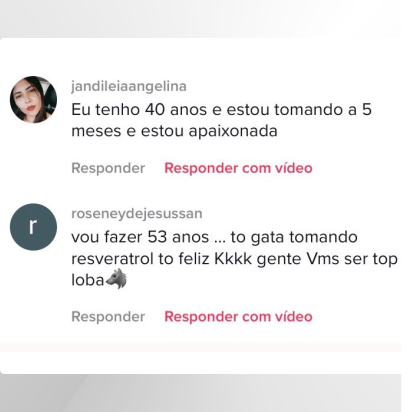 jandileiaangelina
Eu tenho 40 anos e estou tomando a 5
meses e estou apaixonada
Responder Responder com vídeo
r
roseneydejesussan
vou fazer 53 anos ... to gata tomando
resveratrol to feliz Kkkk gente Vms ser top
loba🐺
Responder Responder com vídeo